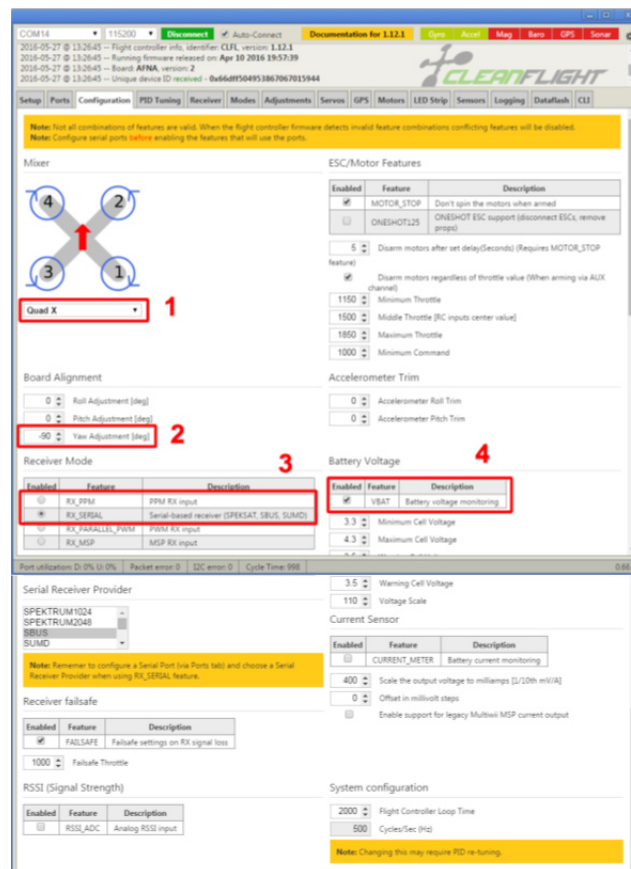 COM14 115200 Disconnect Auto-Connect Documentation for 1.12.1 Gyro Accel Mag Baro GPS Sonar
2016-05-27 @ 13:26:45 -- Flight controller info, identifier: CLFL, version: 1.12.1
2016-05-27 @ 13:26:45 -- Running firmware released on: Apr 10 2016 19:57:39
2016-05-27 @ 13:26:45 -- Board: AFNA, version: 2
2016-05-27 @ 13:26:45 -- Unique device ID received - 0x66dff504953867067015944
CLEANFLIGHT
Setup Ports Configuration PID Tuning Receiver Modes Adjustments Servos GPS Motors LED Strip Sensors Logging Dataflash CLI
Note: Not all combinations of features are valid. When the flight controller firmware detects invalid feature combinations conflicting features will be disabled.
Note: Configure serial ports before enabling the features that will use the ports.
Mixer
4 2
3 1
Quad X
1
ESC/Motor Features
Enabled Feature Description
MOTOR_STOP Don't spin the motors when armed
ONESHOT125 ONESHOT ESC support (disconnect ESCs, remove
props)
5 Disarm motors after set delay(Seconds) (Requires MOTOR_STOP
feature)
Disarm motors regardless of throttle value (When arming via AUX
channel)
1150 Minimum Throttle
1500 Middle Throttle [RC inputs center value]
1850 Maximum Throttle
1000 Minimum Command
Board Alignment
0 Roll Adjustment [deg]
0 Pitch Adjustment [deg]
-90 Yaw Adjustment [deg]
2
Accelerometer Trim
0 Accelerometer Roll Trim
0 Accelerometer Pitch Trim
Receiver Mode
3
Enabled Feature Description
RX_PPM PPM RX input
RX_SERIAL Serial-based receiver (SPEKSAT, SBUS, SUMD)
RX_PARALLEL_PWM PWM RX input
RX_MSP MSP RX input
Battery Voltage
4
Enabled Feature Description
VBAT Battery voltage monitoring
3.3 Minimum Cell Voltage
4.3 Maximum Cell Voltage
Port utilization: D: 0% U: 0% Packet error: 0 I2C error: 0 Cycle Time: 998 0.66
Serial Receiver Provider
SPEKTRUM1024
SPEKTRUM2048
SBUS
SUMD
Note: Rememer to configure a Serial Port (via Ports tab) and choose a Serial
Receiver Provider when using RX_SERIAL feature.
3.5 Warning Cell Voltage
110 Voltage Scale
Current Sensor
Enabled Feature Description
CURRENT_METER Battery current monitoring
400 Scale the output voltage to milliamps [1/10th mV/A]
0 Offset in millivolt steps
Enable support for legacy Multiwii MSP current output
Receiver failsafe
Enabled Feature Description
FAILSAFE Failsafe settings on RX signal loss
1000 Failsafe Throttle
RSSI (Signal Strength)
Enabled Feature Description
RSSI_ADC Analog RSSI input
System configuration
2000 Flight Controller Loop Time
500 Cycles/Sec (Hz)
Note: Changing this may require PID re-tuning.